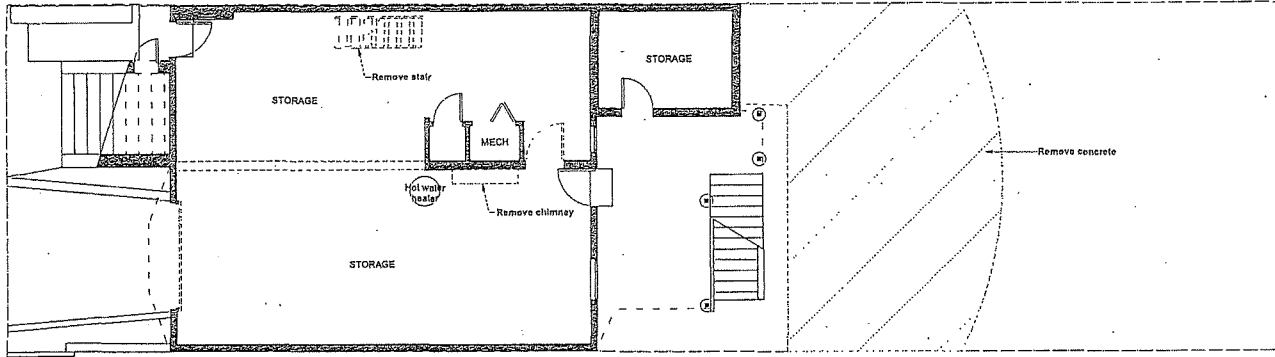 STORAGE
Remove stair
STORAGE
MECH
Remove concrete
Hot water
heater
Remove chimney
STORAGE